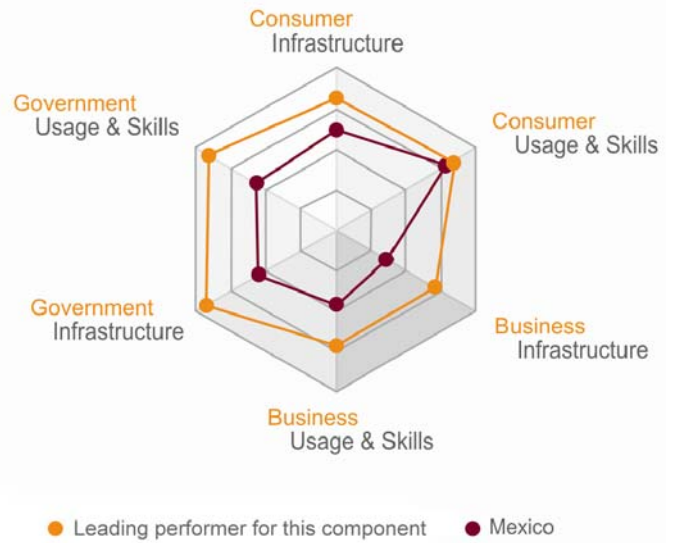 Consumer
Infrastructure
Government
Usage & Skills
Consumer
Usage & Skills
Government
Infrastructure
Business
Infrastructure
Business
Usage & Skills
Leading performer for this component
Mexico